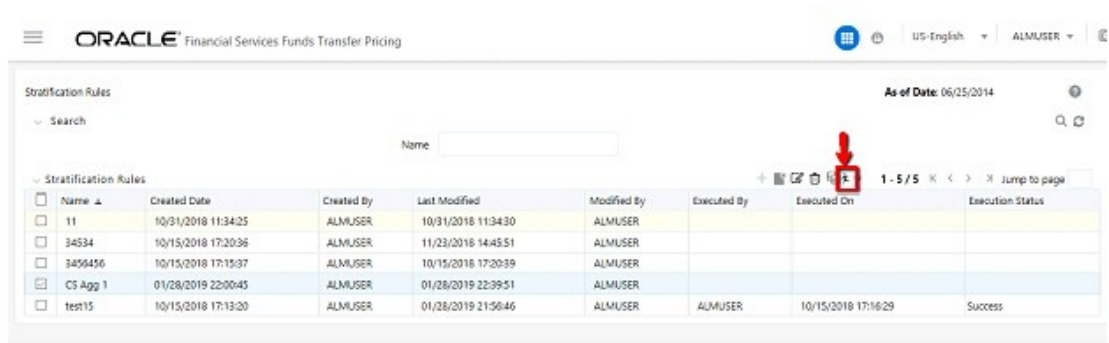 ORACLE Financial Services Funds Transfer Pricing US-English ALMUSER
Stratification Rules As of Date: 06/25/2014
Search
Name
Stratification Rules 1 - 5 / 5 Jump to page
Name Created Date Created By Last Modified Modified By Executed By Executed On Execution Status
11 10/31/2018 11:34:25 ALMUSER 10/31/2018 11:34:30 ALMUSER
34534 10/15/2018 17:20:36 ALMUSER 11/23/2018 14:45:51 ALMUSER
3456456 10/15/2018 17:15:37 ALMUSER 10/15/2018 17:20:39 ALMUSER
CS Agg 1 01/28/2019 22:00:45 ALMUSER 01/28/2019 22:39:51 ALMUSER
test15 10/15/2018 17:13:20 ALMUSER 01/28/2019 21:56:46 ALMUSER ALMUSER 10/15/2018 17:16:29 Success